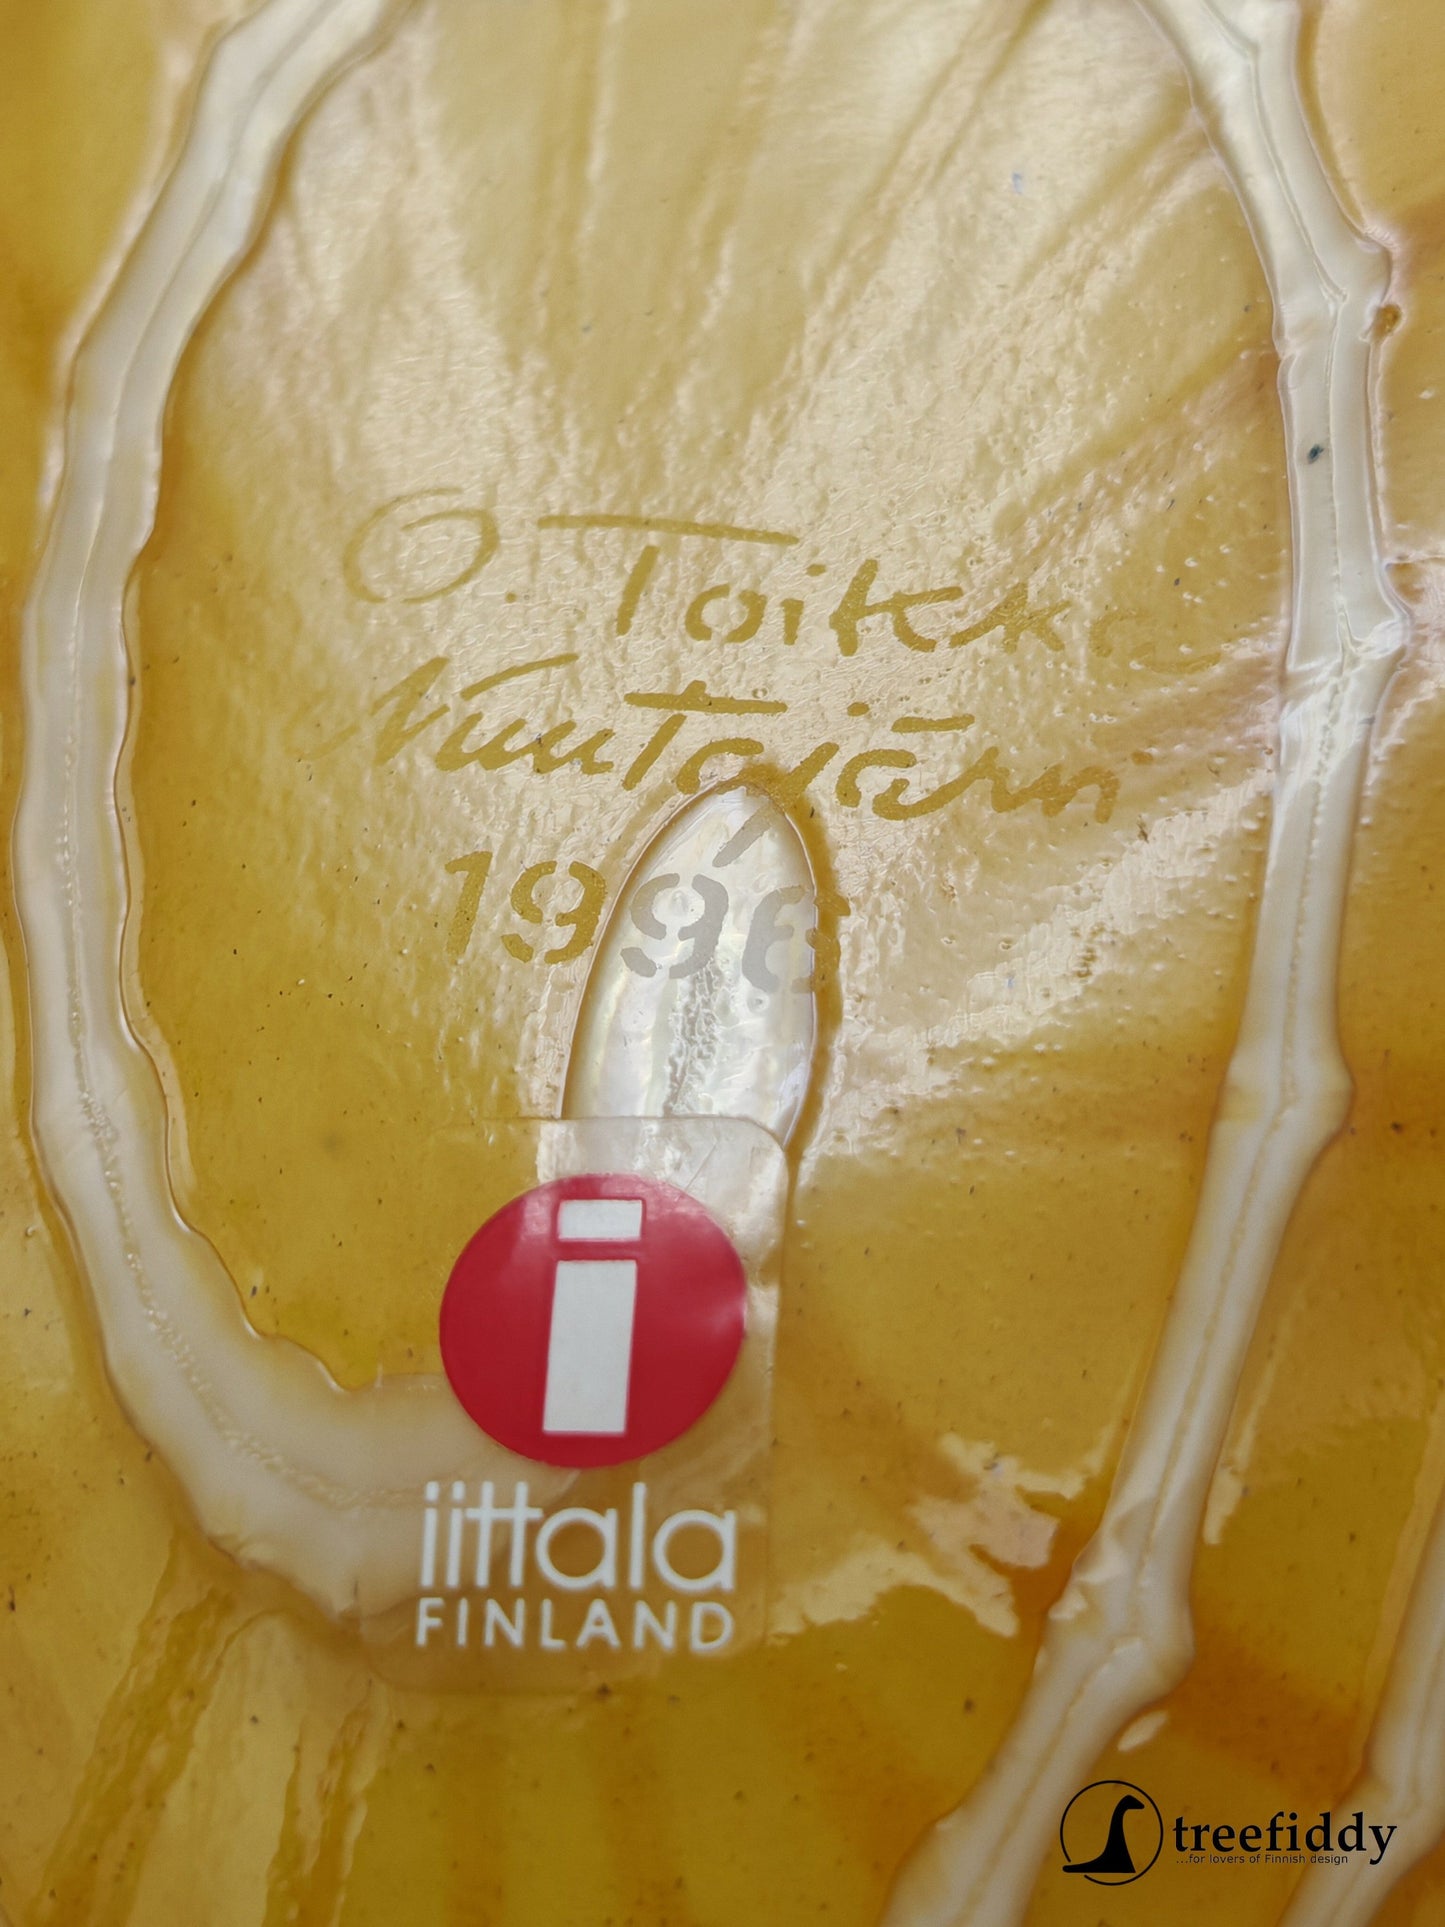 O. Toikka
Nuutajärvi
1996
i
iittala
FINLAND
treefiddy
...for lovers of Finnish design